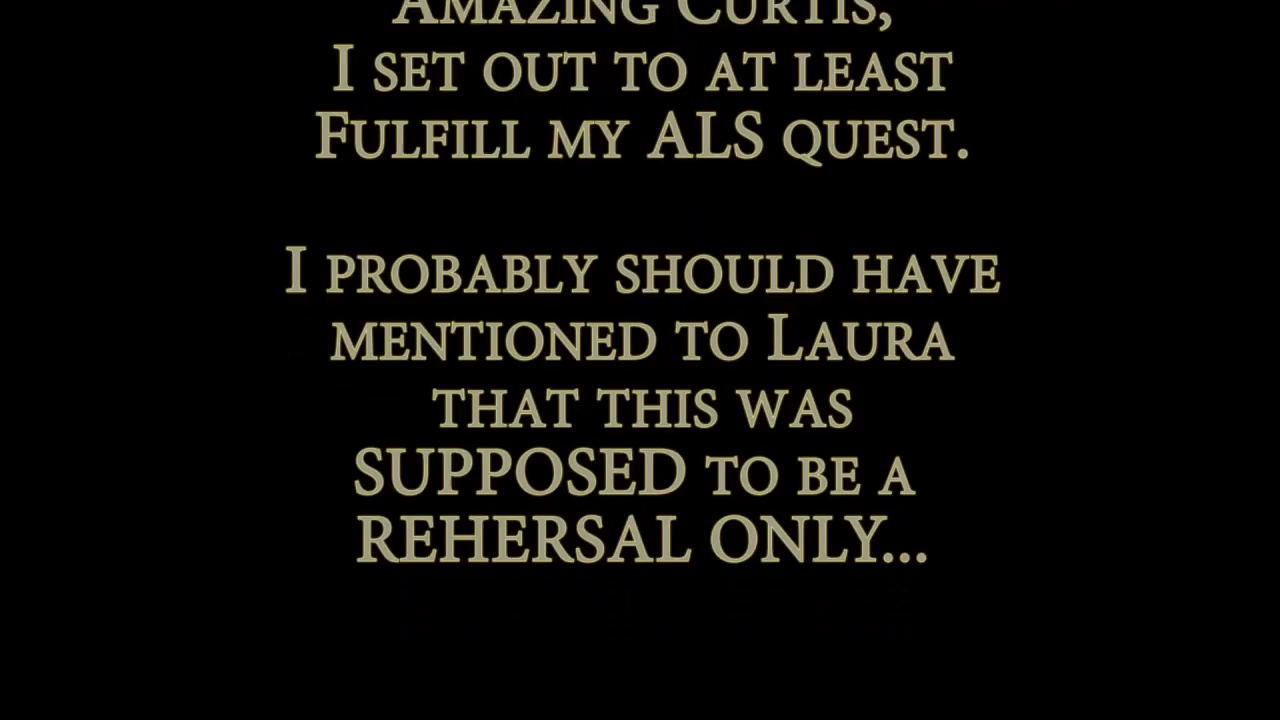 Amazing Curtis,
I set out to at least
Fulfill my ALS quest.
I probably should have
mentioned to Laura
that this was
SUPPOSED to be a
REHERSAL ONLY...